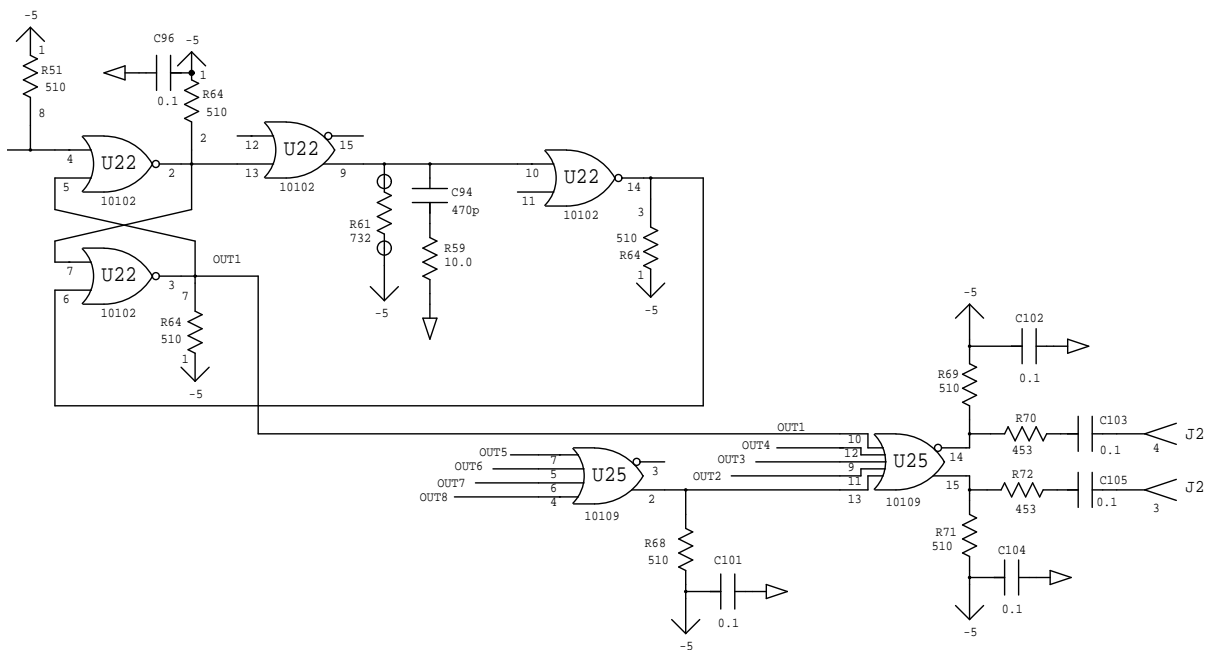 -5
1
R51
510
8
C96
-5
1
0.1
R64
510
2
4
U22
2
5
10102
12
U22
15
13
9
10102
10
U22
14
11
10102
R61
732
-5
C94
470p
R59
10.0
3
510
R64
1
-5
7
U22
3
OUT1
6
10102
7
R64
510
1
-5
-5
C102
0.1
R69
510
OUT1
10
OUT4
12
OUT3
9
OUT2
11
13
U25
14
15
10109
R70
453
C103
0.1
4
J2
R72
453
C105
0.1
3
J2
OUT5
7
OUT6
5
OUT7
6
OUT8
4
U25
3
2
10109
R68
510
C101
0.1
-5
R71
510
C104
0.1
-5